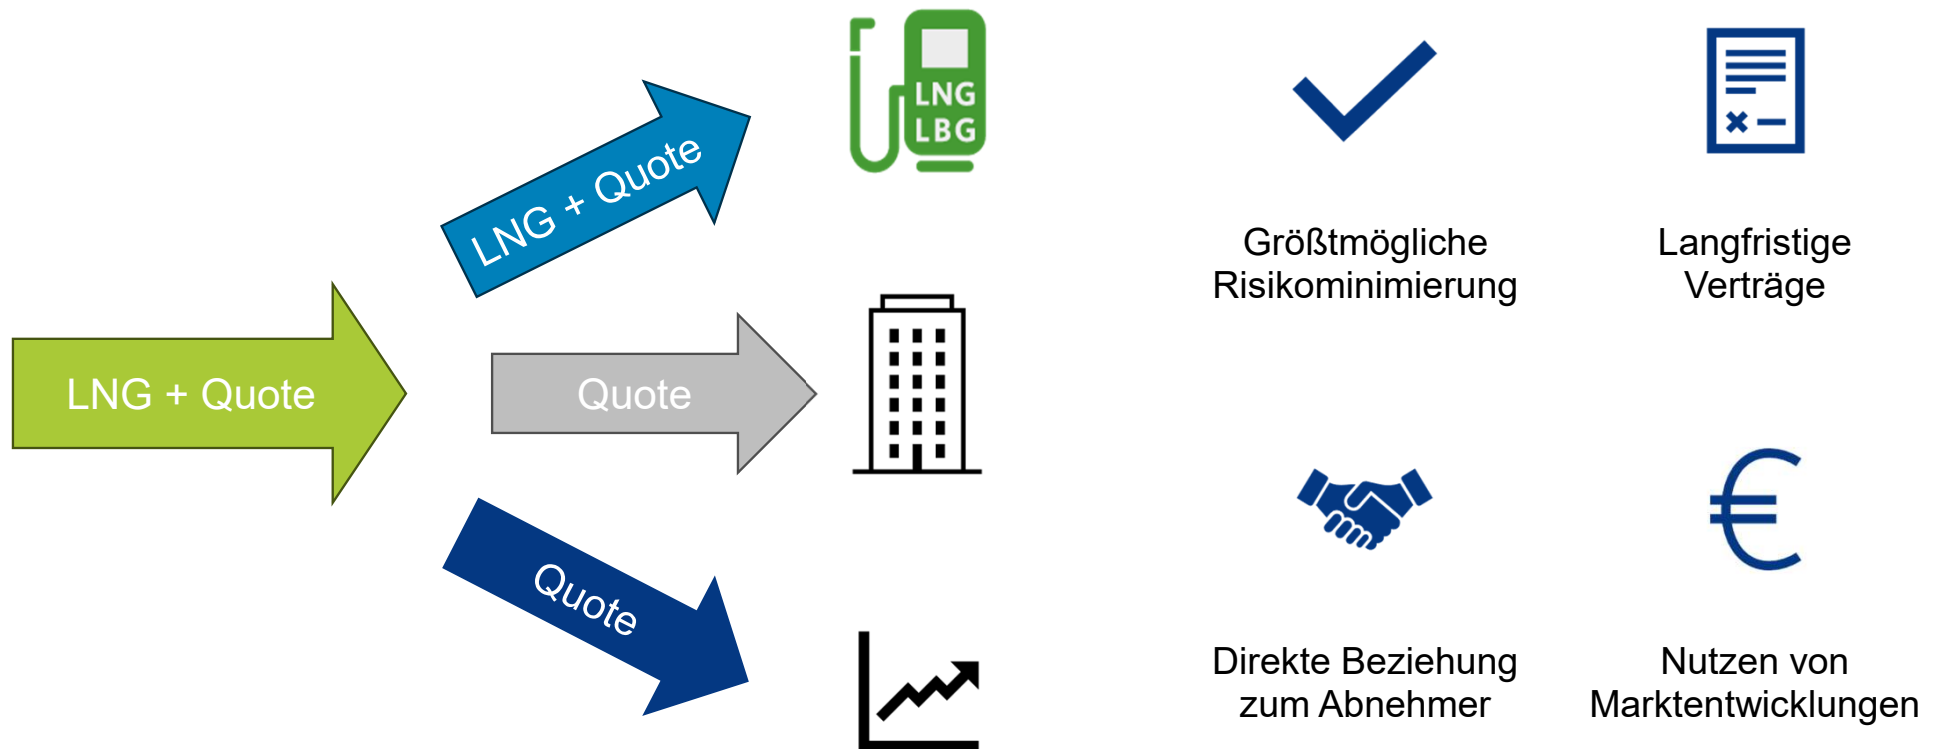 LNG + Quote
LNG + Quote
Quote
Quote
LNG
LBG
Größtmögliche
Risikominimierung
Langfristige
Verträge
Direkte Beziehung
zum Abnehmer
Nutzen von
Marktentwicklungen